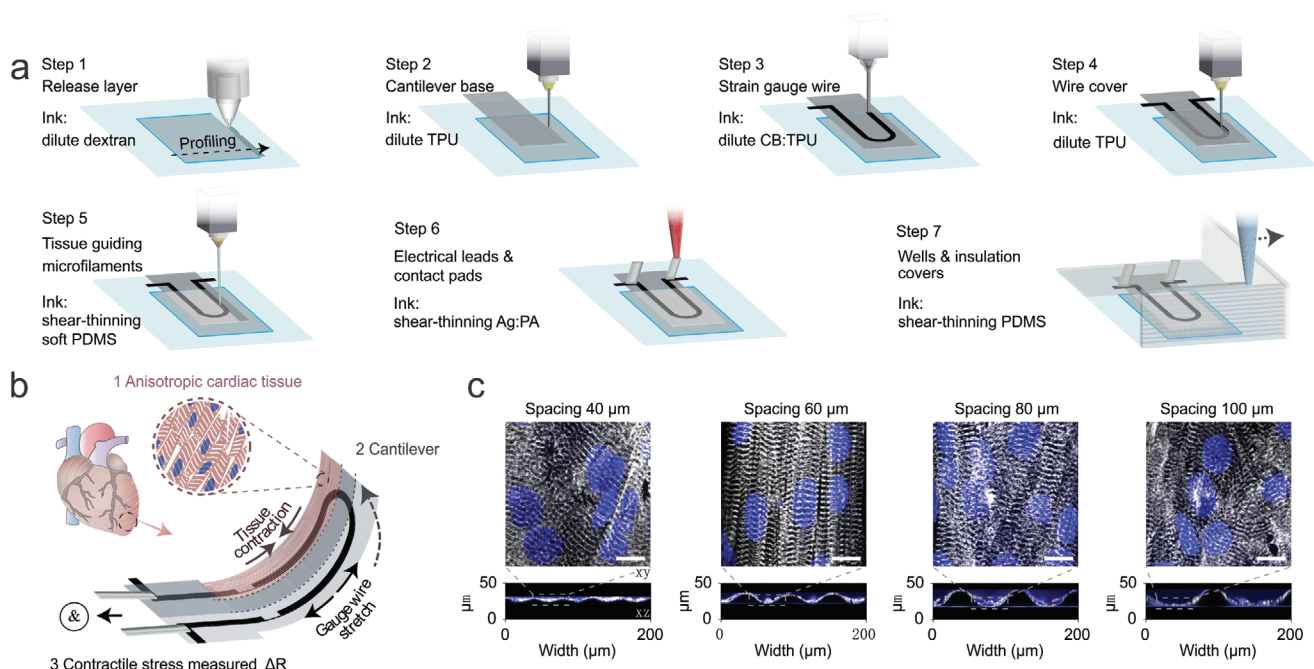 a
Step 1
Release layer
Ink:
dilute dextran
Profiling
Step 2
Cantilever base
Ink:
dilute TPU
Step 3
Strain gauge wire
Ink:
dilute CB:TPU
Step 4
Wire cover
Ink:
dilute TPU
Step 5
Tissue guiding
microfilaments
Ink:
shear-thinning
soft PDMS
Step 6
Electrical leads &
contact pads
Ink:
shear-thinning Ag:PA
Step 7
Wells & insulation
covers
Ink:
shear-thinning PDMS
b
1 Anisotropic cardiac tissue
2 Cantilever
Tissue
contraction
Gauge wire
stretch
&
3 Contractile stress measured ΔR
c
Spacing 40 µm
Spacing 60 µm
Spacing 80 µm
Spacing 100 µm
xy
xz
50
µm
0
0
200
Width (µm)
50
µm
0
0
200
Width (µm)
50
µm
0
0
200
Width (µm)
50
µm
0
0
200
Width (µm)